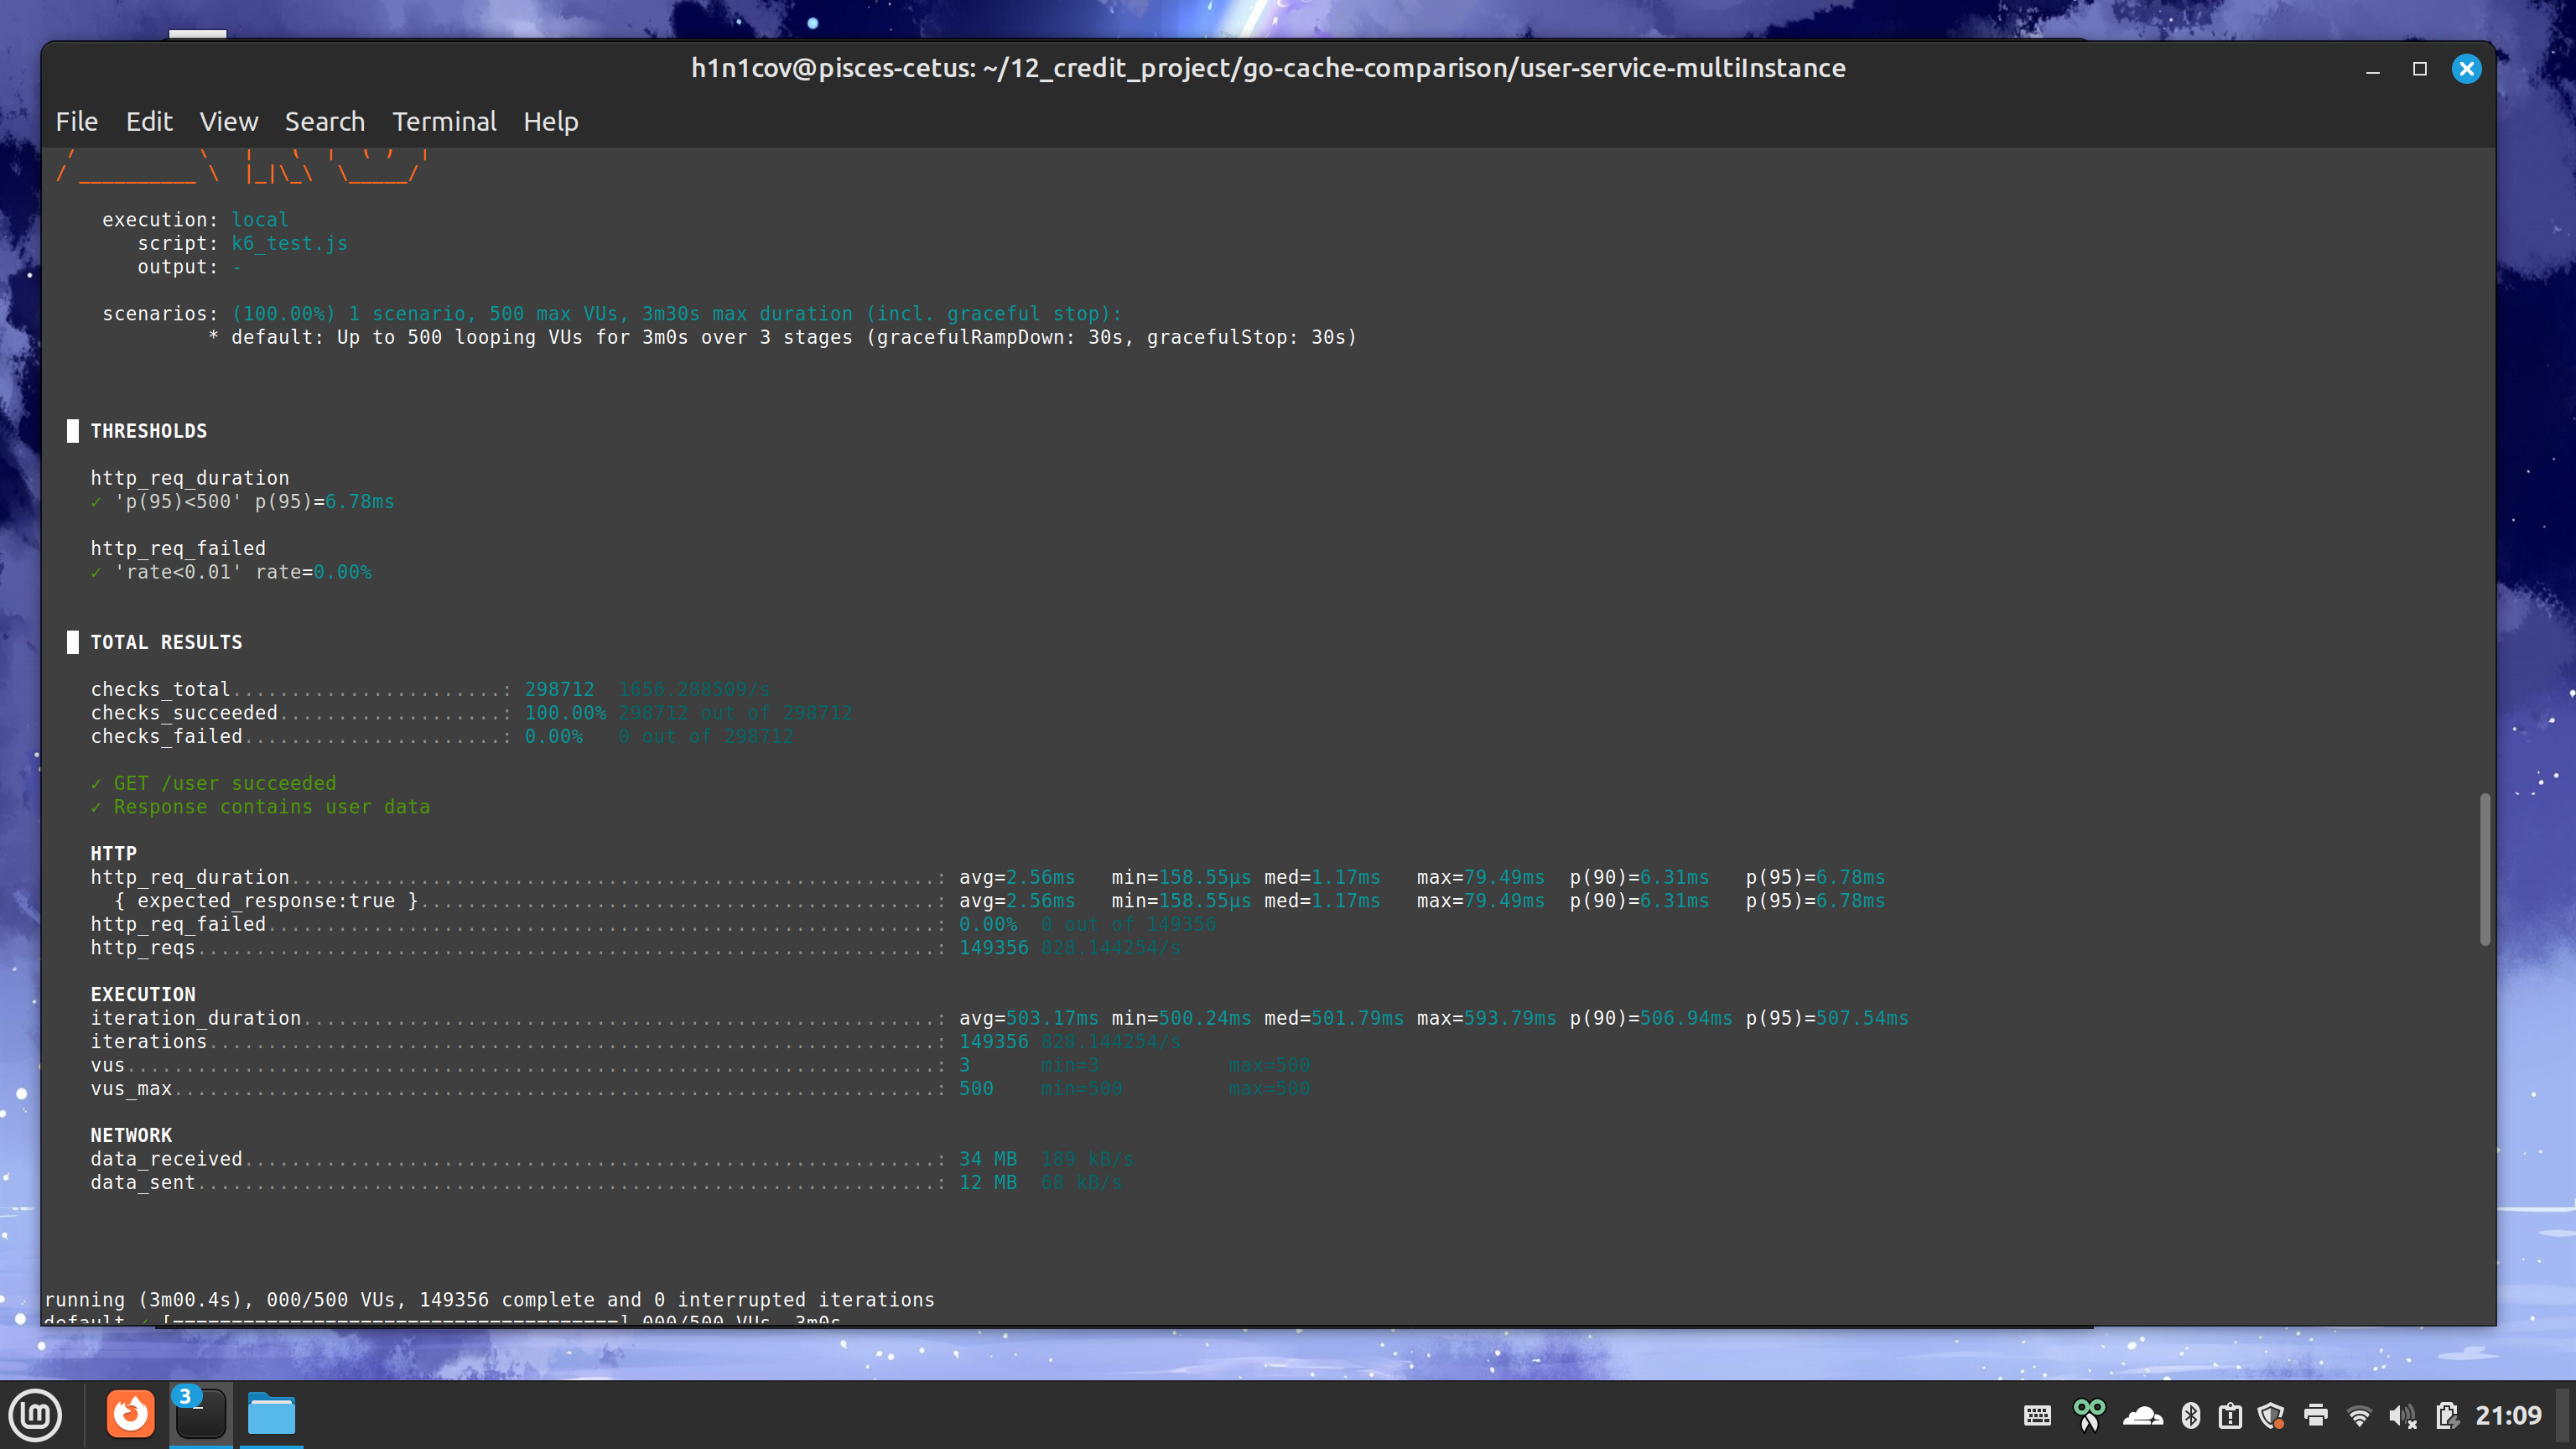 h1n1cov@pisces-cetus: ~/12_credit_project/go-cache-comparison/user-service-multiInstance
File Edit View Search Terminal Help
/ __________ \  |_|\_\  \_____/
execution: local
script: k6_test.js
output: -
scenarios: (100.00%) 1 scenario, 500 max VUs, 3m30s max duration (incl. graceful stop):
* default: Up to 500 looping VUs for 3m0s over 3 stages (gracefulRampDown: 30s, gracefulStop: 30s)
█ THRESHOLDS
http_req_duration
✓ 'p(95)<500' p(95)=6.78ms
http_req_failed
✓ 'rate<0.01' rate=0.00%
█ TOTAL RESULTS
checks_total.......................: 298712 1656.288509/s
checks_succeeded...................: 100.00% 298712 out of 298712
checks_failed......................: 0.00% 0 out of 298712
✓ GET /user succeeded
✓ Response contains user data
HTTP
http_req_duration.......................................................: avg=2.56ms min=158.55µs med=1.17ms max=79.49ms p(90)=6.31ms p(95)=6.78ms
{ expected_response:true }............................................: avg=2.56ms min=158.55µs med=1.17ms max=79.49ms p(90)=6.31ms p(95)=6.78ms
http_req_failed.........................................................: 0.00% 0 out of 149356
http_reqs...............................................................: 149356 828.144254/s
EXECUTION
iteration_duration......................................................: avg=503.17ms min=500.24ms med=501.79ms max=593.79ms p(90)=506.94ms p(95)=507.54ms
iterations..............................................................: 149356 828.144254/s
vus.....................................................................: 3 min=3 max=500
vus_max.................................................................: 500 min=500 max=500
NETWORK
data_received...........................................................: 34 MB 189 kB/s
data_sent...............................................................: 12 MB 68 kB/s
running (3m00.4s), 000/500 VUs, 149356 complete and 0 interrupted iterations
default ✓ [======================================] 000/500 VUs 3m0s
3
21:09